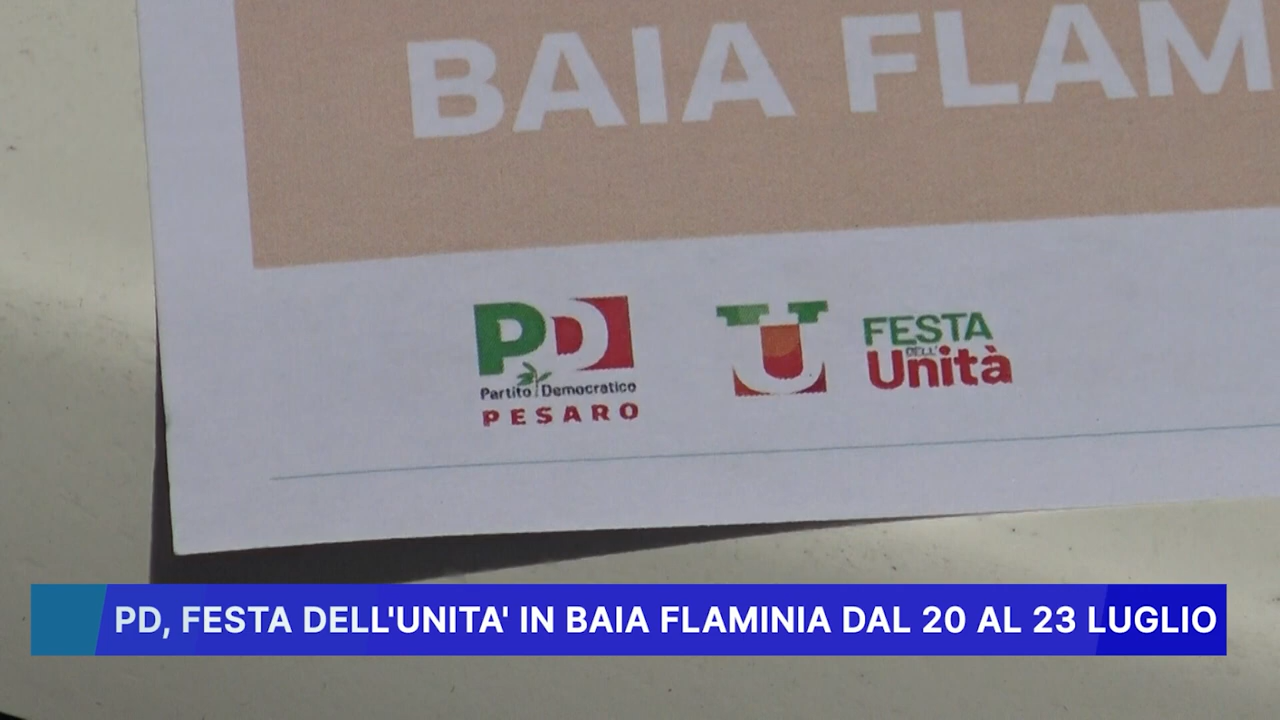 BAIA FLAM
PD
Partito Democratico
PESARO
U
FESTA
DELL'
Unità
PD, FESTA DELL'UNITA' IN BAIA FLAMINIA DAL 20 AL 23 LUGLIO